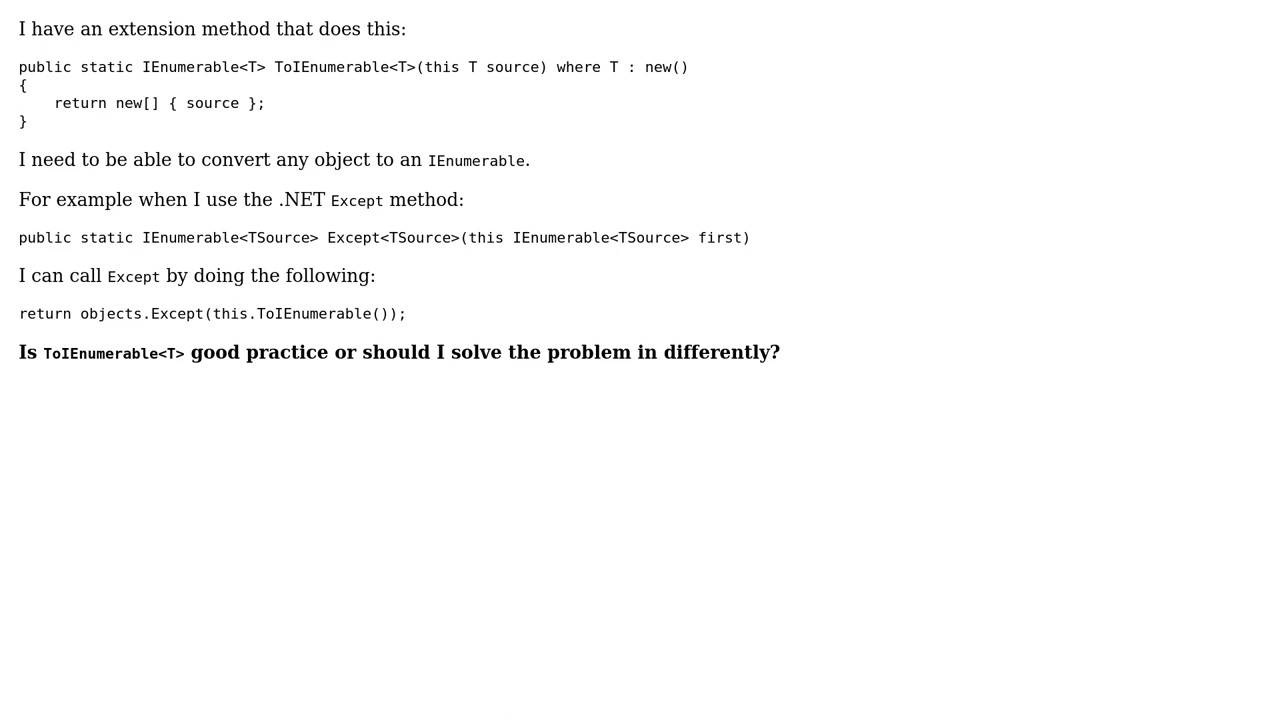 I have an extension method that does this:
public static IEnumerable<T> ToIEnumerable<T>(this T source) where T : new()
{
    return new[] { source };
}
I need to be able to convert any object to an IEnumerable.
For example when I use the .NET Except method:
public static IEnumerable<TSource> Except<TSource>(this IEnumerable<TSource> first)
I can call Except by doing the following:
return objects.Except(this.ToIEnumerable());
Is ToIEnumerable<T> good practice or should I solve the problem in differently?